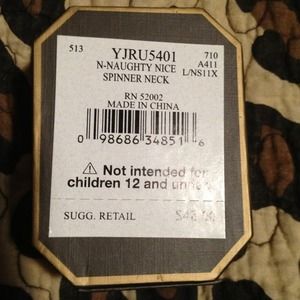 513 YJRU5401 710
N-NAUGHTY NICE A411
SPINNER NECK L/NS11X
RN 52002
MADE IN CHINA
0 98686 34851 6
Not intended for
children 12 and under.
SUGG. RETAIL